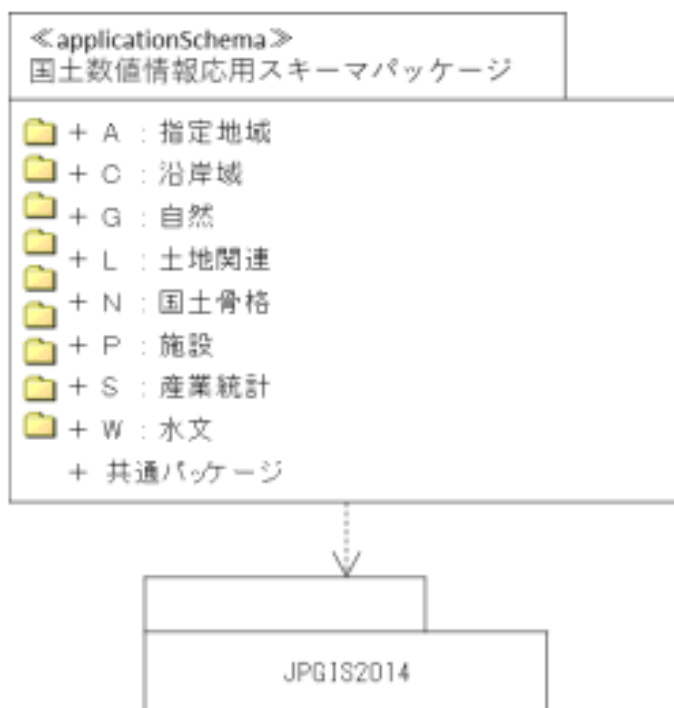 ≪applicationSchema≫
国土数値情報応用スキーマパッケージ
+ A : 指定地域
+ C : 沿岸域
+ G : 自然
+ L : 土地関連
+ N : 国土骨格
+ P : 施設
+ S : 産業統計
+ W : 水文
+ 共通パッケージ
JPGIS2014